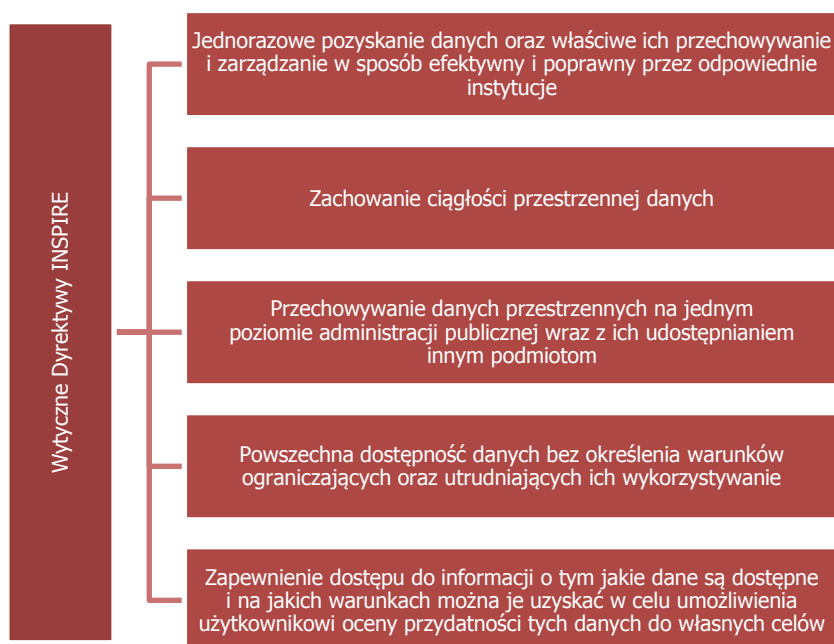 Wytyczne Dyrektywy INSPIRE
Jednorazowe pozyskanie danych oraz właściwe ich przechowywanie
i zarządzanie w sposób efektywny i poprawny przez odpowiednie
instytucje
Zachowanie ciągłości przestrzennej danych
Przechowywanie danych przestrzennych na jednym
poziomie administracji publicznej wraz z ich udostępnianiem
innym podmiotom
Powszechna dostępność danych bez określenia warunków
ograniczających oraz utrudniających ich wykorzystywanie
Zapewnienie dostępu do informacji o tym jakie dane są dostępne
i na jakich warunkach można je uzyskać w celu umożliwienia
użytkownikowi oceny przydatności tych danych do własnych celów